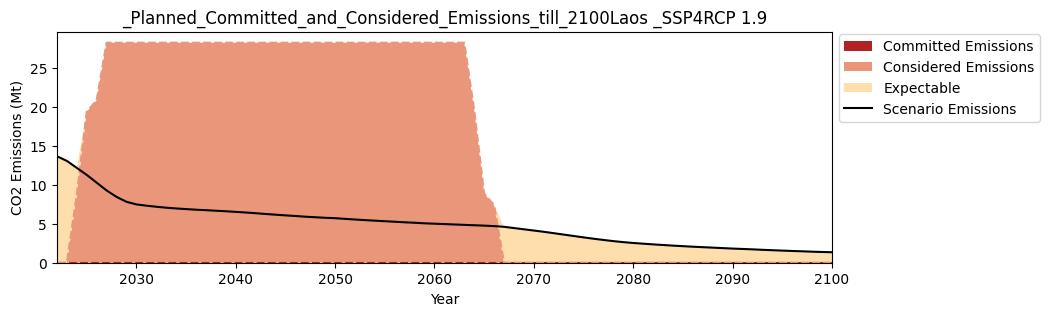 _Planned_Committed_and_Considered_Emissions_till_2100Laos _SSP4RCP 1.9
Committed Emissions
Considered Emissions
Expectable
Scenario Emissions
CO2 Emissions (Mt)
25
20
15
10
5
0
2030 2040 2050 2060 2070 2080 2090 2100
Year